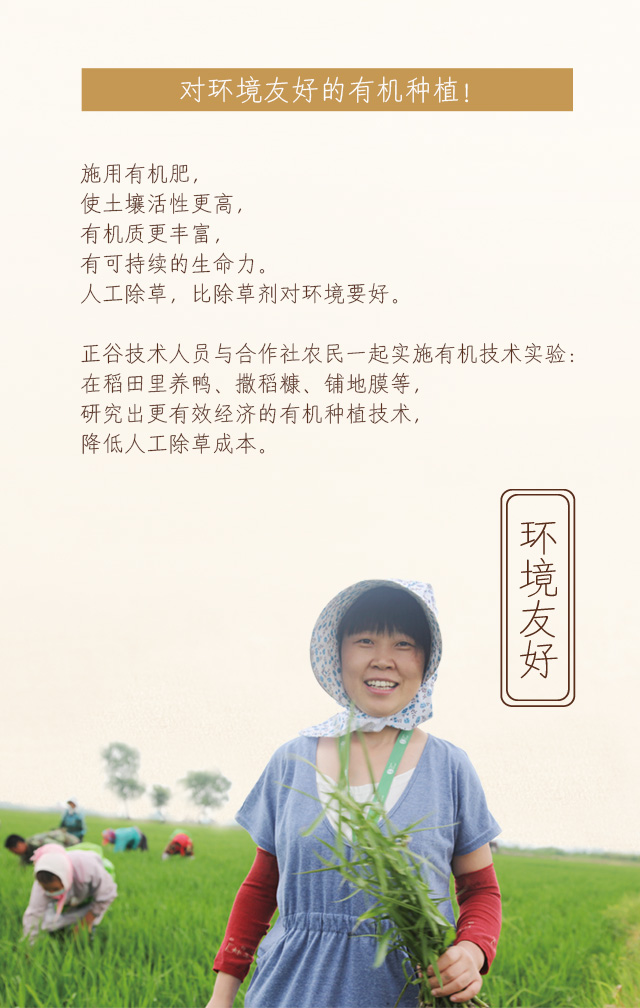 对环境友好的有机种植!
施用有机肥，
使土壤活性更高，
有机质更丰富，
有可持续的生命力。
人工除草，比除草剂对环境要好。
正谷技术人员与合作社农民一起实施有机技术实验：
在稻田里养鸭、撒稻糠、铺地膜等，
研究出更有效经济的有机种植技术，
降低人工除草成本。
环境友好